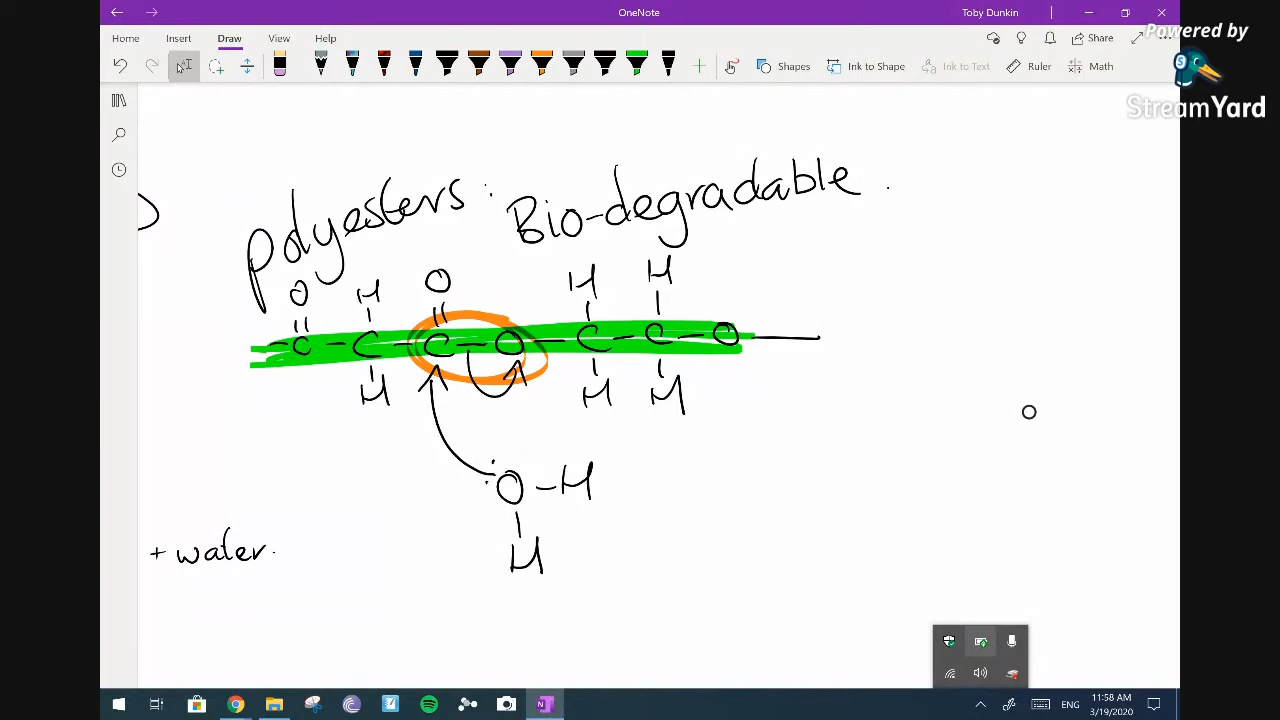 OneNote
Toby Dunkin
Powered by
StreamYard
Home Insert Draw View Help
Share
Shapes Ink to Shape Ink to Text Ruler Math
polyesters: Bio-degradable.
O H O H H
-C-C-C-O-C-C-O-
H H H
O-H
H
+ water.
ENG
11:58 AM
3/19/2020